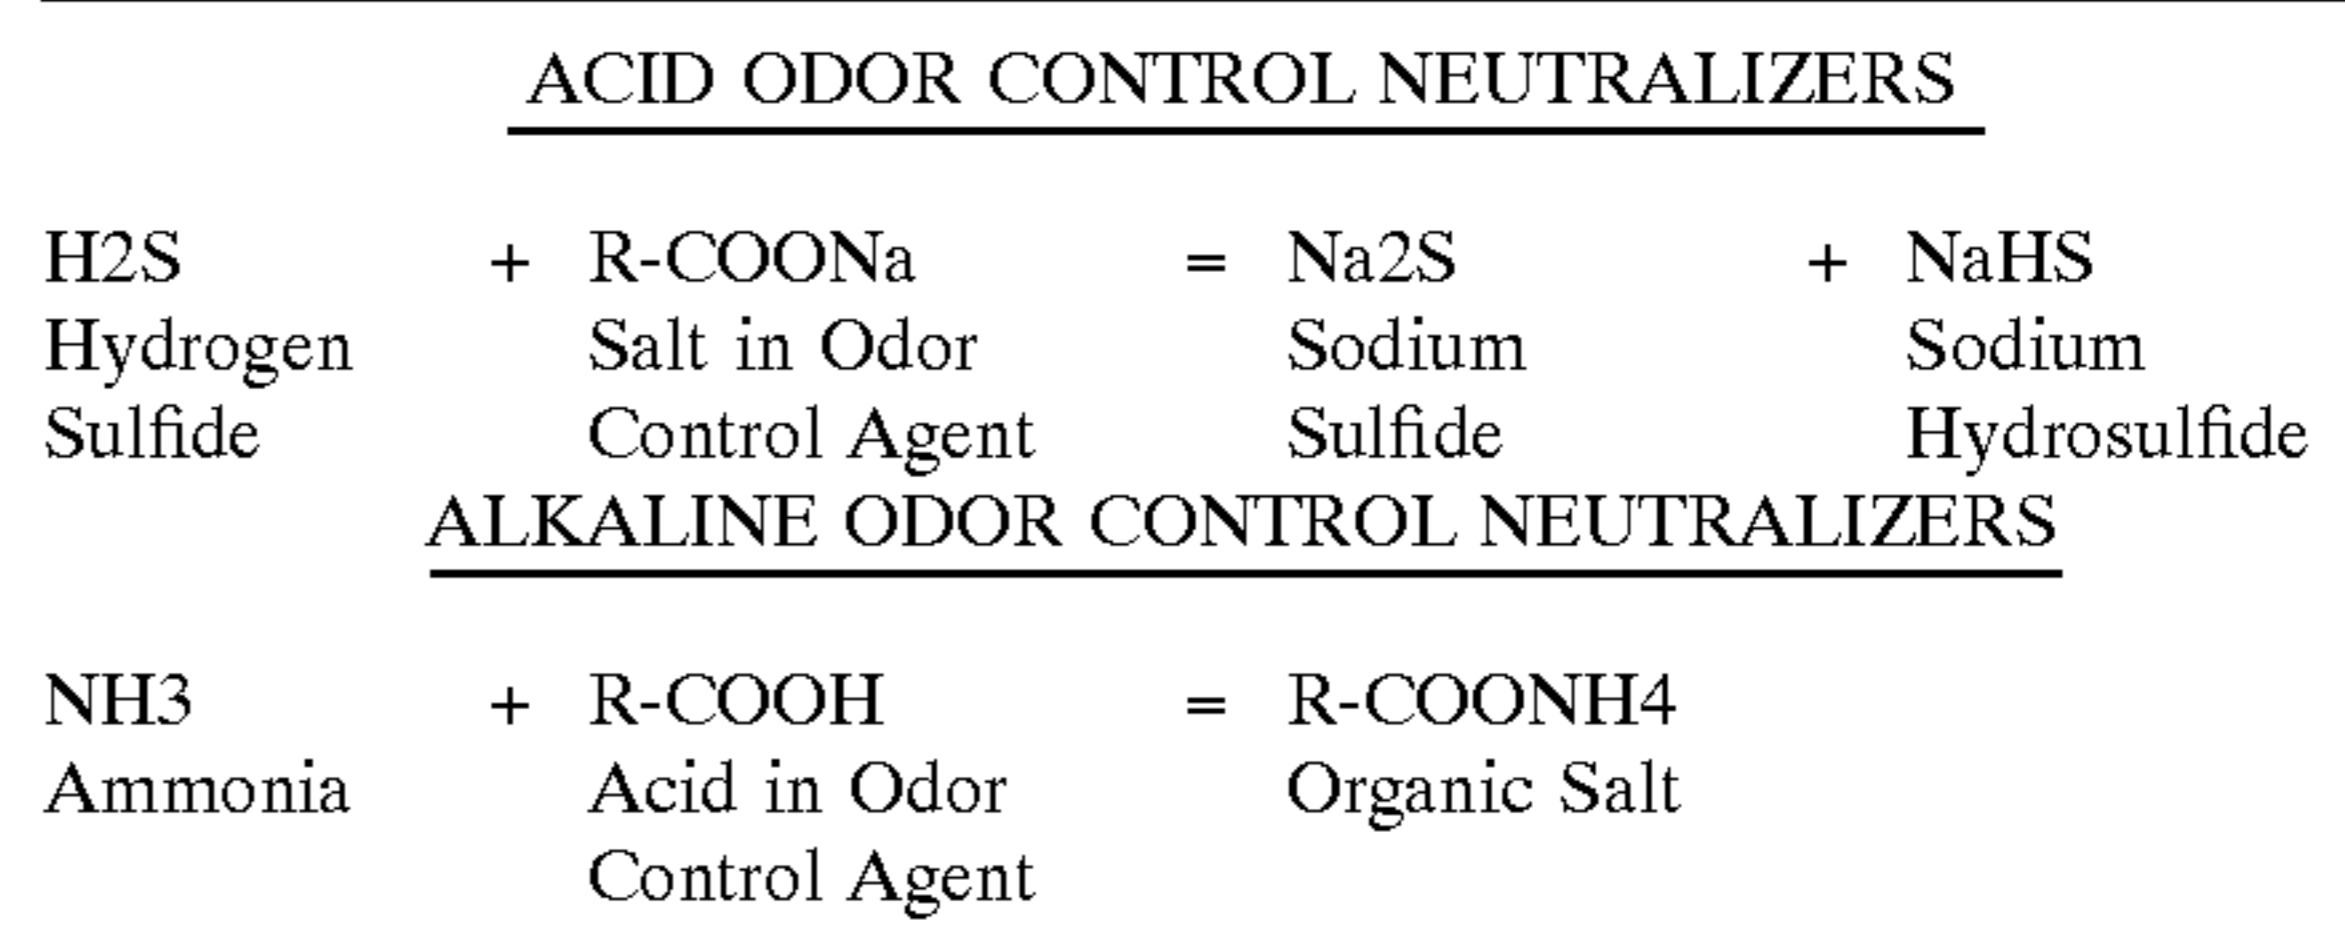 ACID ODOR CONTROL NEUTRALIZERS
H2S + R-COONa = Na2S + NaHS
Hydrogen Salt in Odor Sodium Sodium
Sulfide Control Agent Sulfide Hydrosulfide
ALKALINE ODOR CONTROL NEUTRALIZERS
NH3 + R-COOH = R-COONH4
Ammonia Acid in Odor Organic Salt
Control Agent